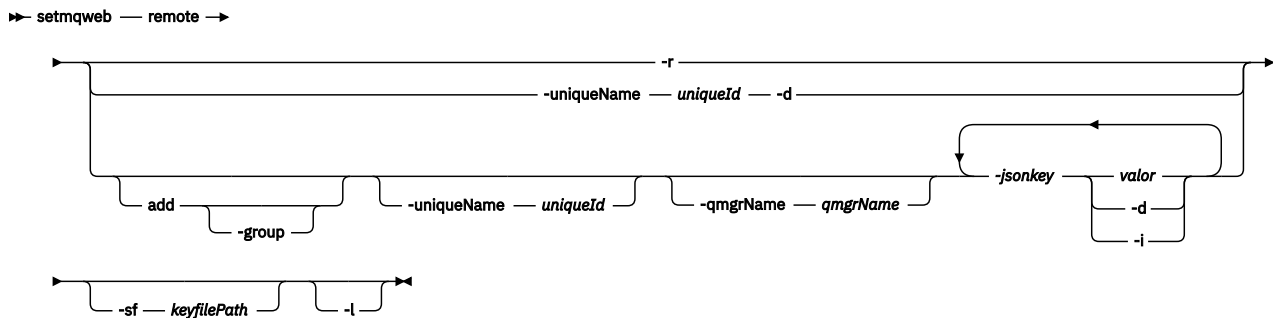 setmqweb remote
-r
-uniqueName uniqueId -d
-jsonkey valor
add -uniqueName uniqueId -qmgrName qmgrName -d
-group -i
-sf keyfilePath -l